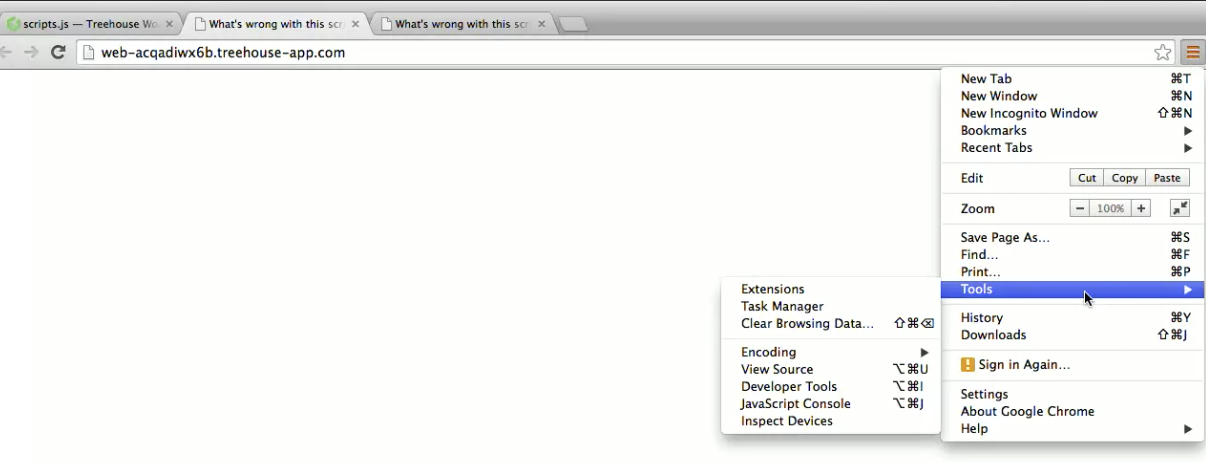 scripts.js — Treehouse Wo
What's wrong with this scr
What's wrong with this scr
web-acqadiwx6b.treehouse-app.com
New Tab ⌘T
New Window ⌘N
New Incognito Window ⇧⌘N
Bookmarks ▶
Recent Tabs ▶
Edit Cut Copy Paste
Zoom − 100% +
Save Page As... ⌘S
Find... ⌘F
Print... ⌘P
Tools ▶
History ⌘Y
Downloads ⇧⌘J
Sign in Again...
Settings
About Google Chrome
Help ▶
Extensions
Task Manager
Clear Browsing Data... ⇧⌘⌫
Encoding ▶
View Source ⌥⌘U
Developer Tools ⌥⌘I
JavaScript Console ⌥⌘J
Inspect Devices